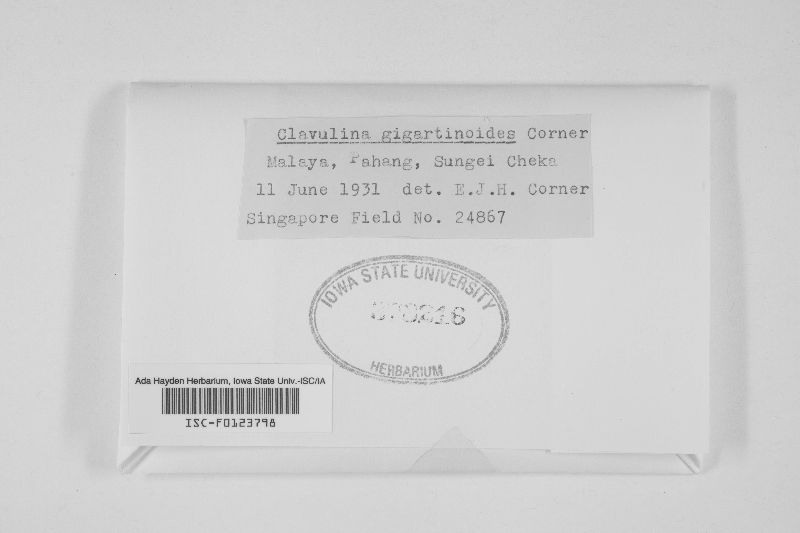 Clavulina gigartinoides Corner
Malaya, Pahang, Sungei Cheka
11 June 1931 det. E.J.H. Corner
Singapore Field No. 24867
IOWA STATE UNIVERSITY
HERBARIUM
Ada Hayden Herbarium, Iowa State Univ.-ISC/IA
ISC-F0123798